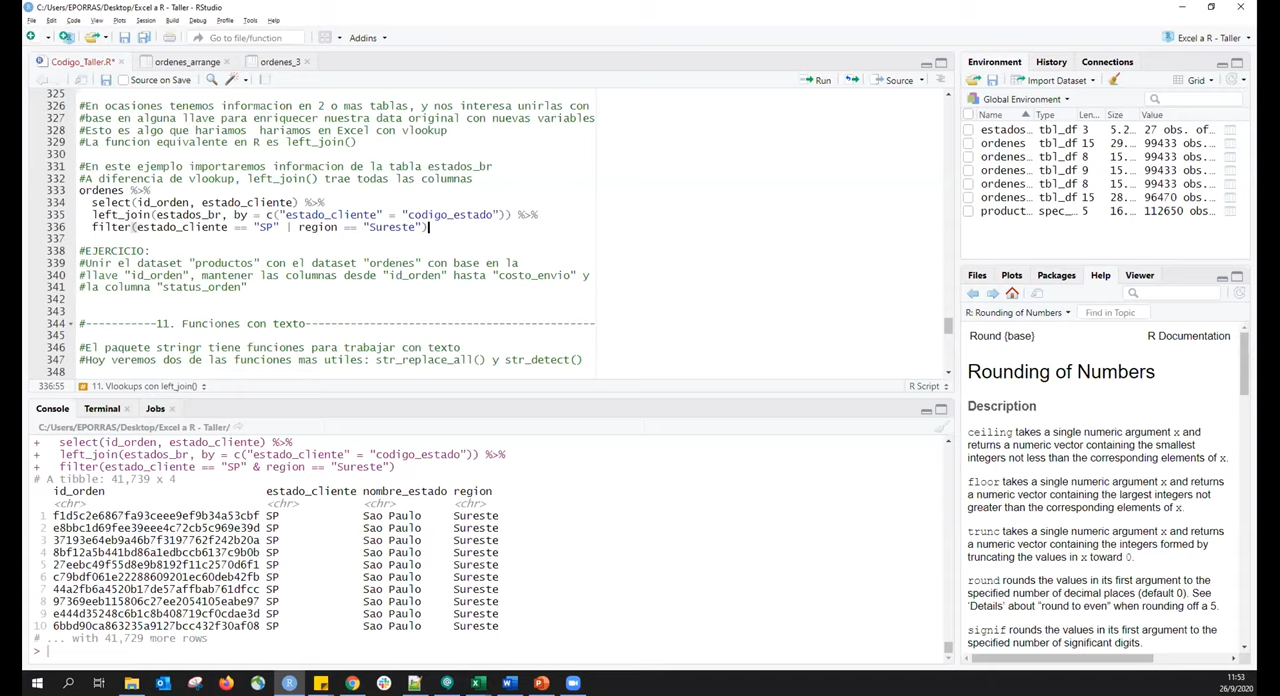 C:/Users/EPORRAS/Desktop/Excel a R - Taller - RStudio
File Edit Code View Plots Session Build Debug Profile Tools Help
Go to file/function Addins Excel a R - Taller
Codigo_Taller.R* ordenes_arrange ordenes_3
Source on Save Run Source
325
326 #En ocasiones tenemos informacion en 2 o mas tablas, y nos interesa unirlas con
327 #base en alguna llave para enriquecer nuestra data original con nuevas variables
328 #Esto es algo que hariamos  hariamos en Excel con vlookup
329 #La funcion equivalente en R es left_join()
330
331 #En este ejemplo importaremos informacion de la tabla estados_br
332 #A diferencia de vlookup, left_join() trae todas las columnas
333 ordenes %>%
334   select(id_orden, estado_cliente) %>%
335   left_join(estados_br, by = c("estado_cliente" = "codigo_estado")) %>%
336   filter(estado_cliente == "SP" | region == "Sureste")
337
338 #EJERCICIO:
339 #Unir el dataset "productos" con el dataset "ordenes" con base en la
340 #llave "id_orden", mantener las columnas desde "id_orden" hasta "costo_envio" y
341 #la columna "status_orden"
342
343
344 #-----------11. Funciones con texto--------------------------------------------
345
346 #El paquete stringr tiene funciones para trabajar con texto
347 #Hoy veremos dos de las funciones mas utiles: str_replace_all() y str_detect()
348
336:55 11. Vlookups con left_join() R Script
Console Terminal Jobs
C:/Users/EPORRAS/Desktop/Excel a R - Taller/
+   select(id_orden, estado_cliente) %>%
+   left_join(estados_br, by = c("estado_cliente" = "codigo_estado")) %>%
+   filter(estado_cliente == "SP" & region == "Sureste")
# A tibble: 41,739 x 4
id_orden estado_cliente nombre_estado region
<chr> <chr> <chr> <chr>
1 f1d5c2e6867fa93ceee9ef9b34a53cbf SP Sao Paulo Sureste
2 e8bbc1d69fee39eee4c72cb5c969e39d SP Sao Paulo Sureste
3 37193e64eb9a46b7f3197762f242b20a SP Sao Paulo Sureste
4 8bf12a5b441bd86a1edbccb6137c9b0b SP Sao Paulo Sureste
5 27eebc49f55d6e9b8192f11c2570d6f1 SP Sao Paulo Sureste
6 c79bdf061e22288609201ec60deb42fb SP Sao Paulo Sureste
7 44a2fb6a4520b17de57affbab761dfcc SP Sao Paulo Sureste
8 97369eeb115806c27ee2054105eabe97 SP Sao Paulo Sureste
9 e444d35248c6b1c8b408719cf0cdae3d SP Sao Paulo Sureste
10 6bbd90ca863235a9127bcc432f30af08 SP Sao Paulo Sureste
# ... with 41,729 more rows
>
Environment History Connections
Import Dataset Grid
Global Environment
Name Type Len... Size Value
estados... tbl_df 3 5.2... 27 obs. of...
ordenes tbl_df 15 29... 99433 obs...
ordenes... tbl_df 8 15... 99433 obs...
ordenes... tbl_df 9 15... 99433 obs...
ordenes... tbl_df 8 15... 99433 obs...
ordenes... tbl_df 15 28... 96470 obs...
product... spec_... 5 16... 112650 obs...
Files Plots Packages Help Viewer
R: Rounding of Numbers Find in Topic
Round {base} R Documentation
Rounding of Numbers
Description
ceiling takes a single numeric argument x and
returns a numeric vector containing the smallest
integers not less than the corresponding elements of x.
floor takes a single numeric argument x and returns
a numeric vector containing the largest integers not
greater than the corresponding elements of x.
trunc takes a single numeric argument x and returns
a numeric vector containing the integers formed by
truncating the values in x toward 0.
round rounds the values in its first argument to the
specified number of decimal places (default 0). See
‘Details’ about “round to even” when rounding off a 5.
signif rounds the values in its first argument to the
specified number of significant digits.
11:53
26/9/2020